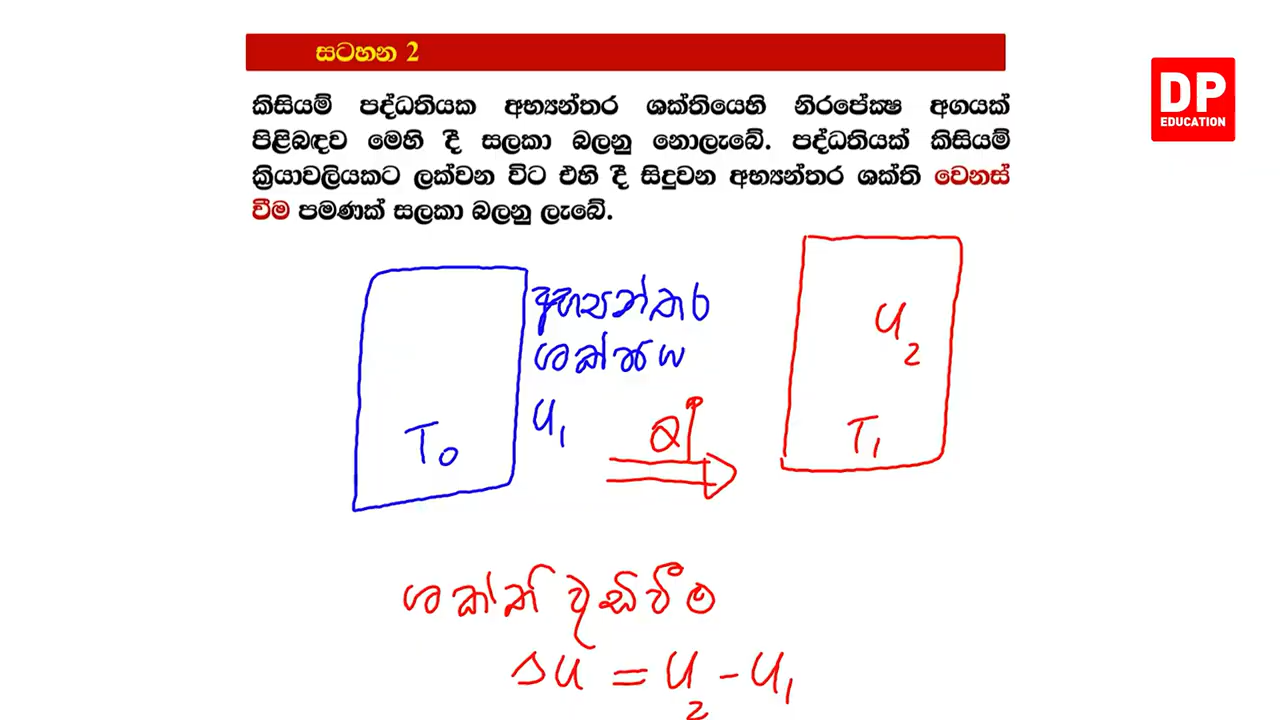 සටහන 2
DP
EDUCATION
කිසියම් පද්ධතියක අභ්‍යන්තර ශක්තියෙහි නිරපේක්‍ෂ අගයක්
පිළිබඳව මෙහි දී සලකා බලනු නොලැබේ. පද්ධතියක් කිසියම්
ක්‍රියාවලියකට ලක්වන විට එහි දී සිදුවන අභ්‍යන්තර ශක්ති වෙනස්
වීම පමණක් සලකා බලනු ලැබේ.
අභ්‍යන්තර
ශක්තිය
U₁
T₀
Q↑
U₂
T₁
ශක්ති වැඩිවීම
ΔU = U₂ - U₁